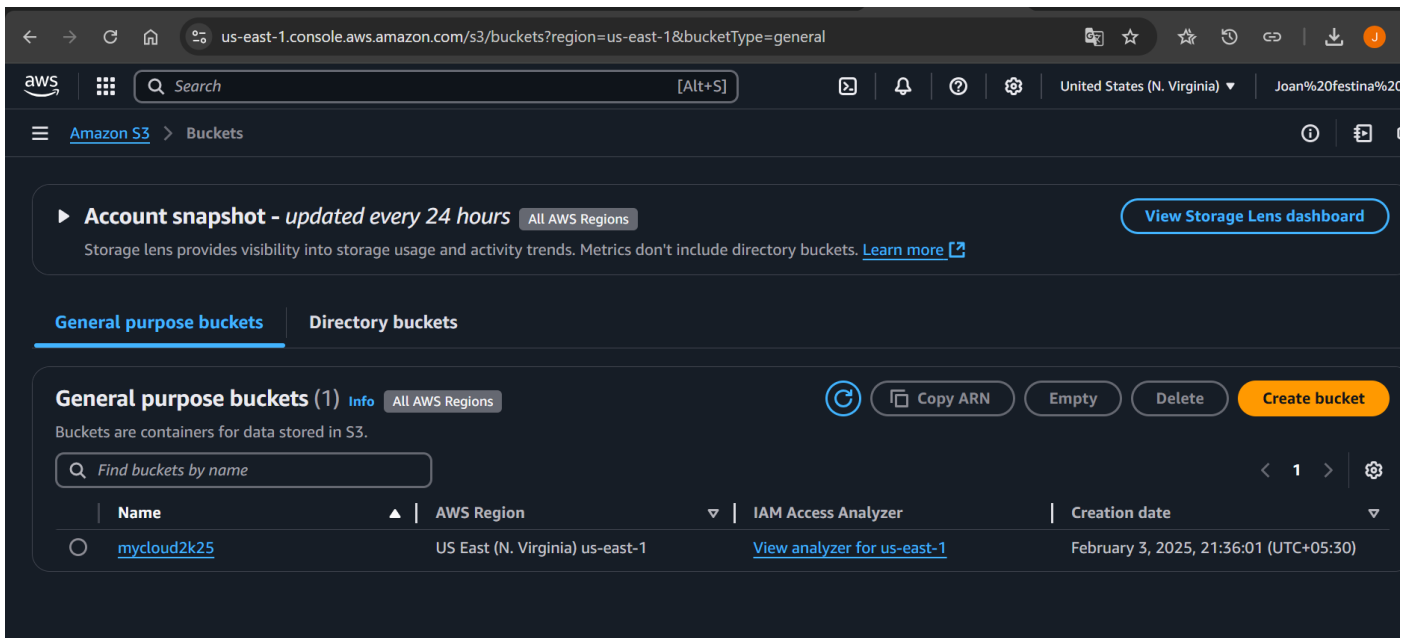 us-east-1.console.aws.amazon.com/s3/buckets?region=us-east-1&bucketType=general
J
aws Search [Alt+S] United States (N. Virginia) ▼ Joan%20festina%20
Amazon S3 > Buckets
Account snapshot - updated every 24 hours All AWS Regions View Storage Lens dashboard
Storage lens provides visibility into storage usage and activity trends. Metrics don't include directory buckets. Learn more
General purpose buckets Directory buckets
General purpose buckets (1) Info All AWS Regions Copy ARN Empty Delete Create bucket
Buckets are containers for data stored in S3.
Find buckets by name < 1 >
Name AWS Region IAM Access Analyzer Creation date
mycloud2k25 US East (N. Virginia) us-east-1 View analyzer for us-east-1 February 3, 2025, 21:36:01 (UTC+05:30)